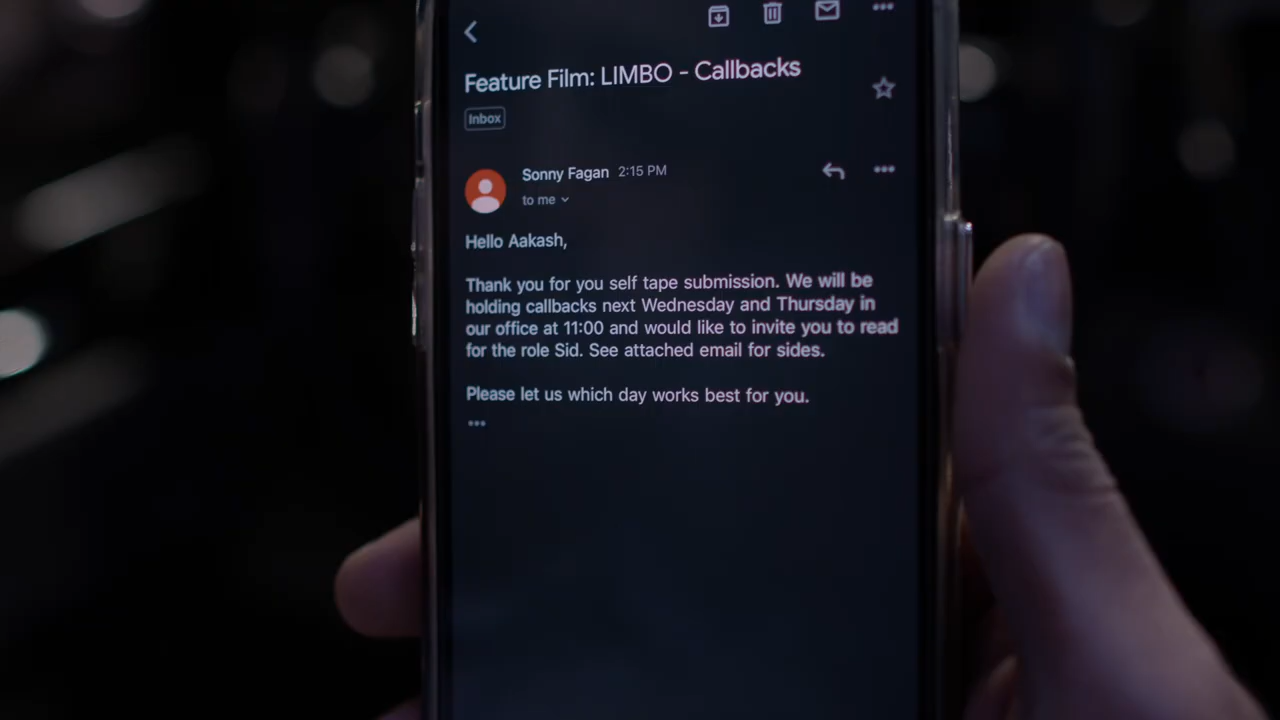 Feature Film: LIMBO - Callbacks
Inbox
Sonny Fagan 2:15 PM
to me
Hello Aakash,
Thank you for you self tape submission. We will be
holding callbacks next Wednesday and Thursday in
our office at 11:00 and would like to invite you to read
for the role Sid. See attached email for sides.
Please let us which day works best for you.